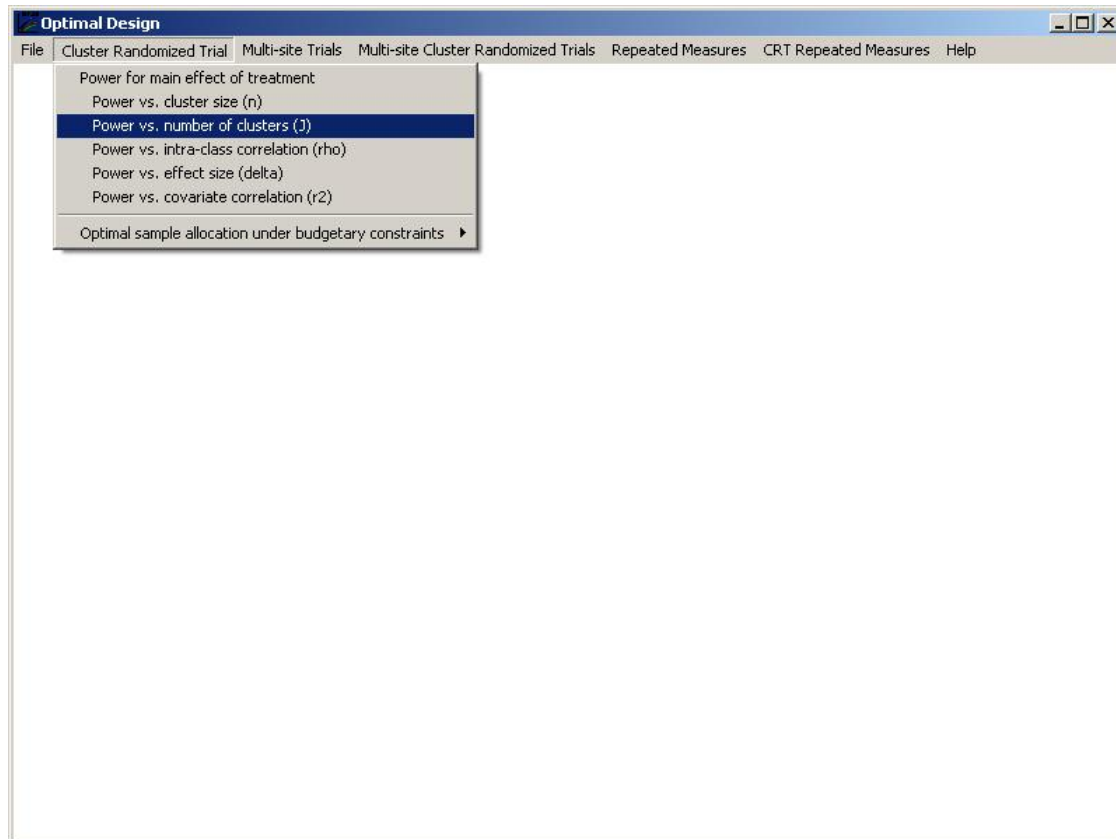 Optimal Design
File Cluster Randomized Trial Multi-site Trials Multi-site Cluster Randomized Trials Repeated Measures CRT Repeated Measures Help
Power for main effect of treatment
Power vs. cluster size (n)
Power vs. number of clusters (J)
Power vs. intra-class correlation (rho)
Power vs. effect size (delta)
Power vs. covariate correlation (r2)
Optimal sample allocation under budgetary constraints